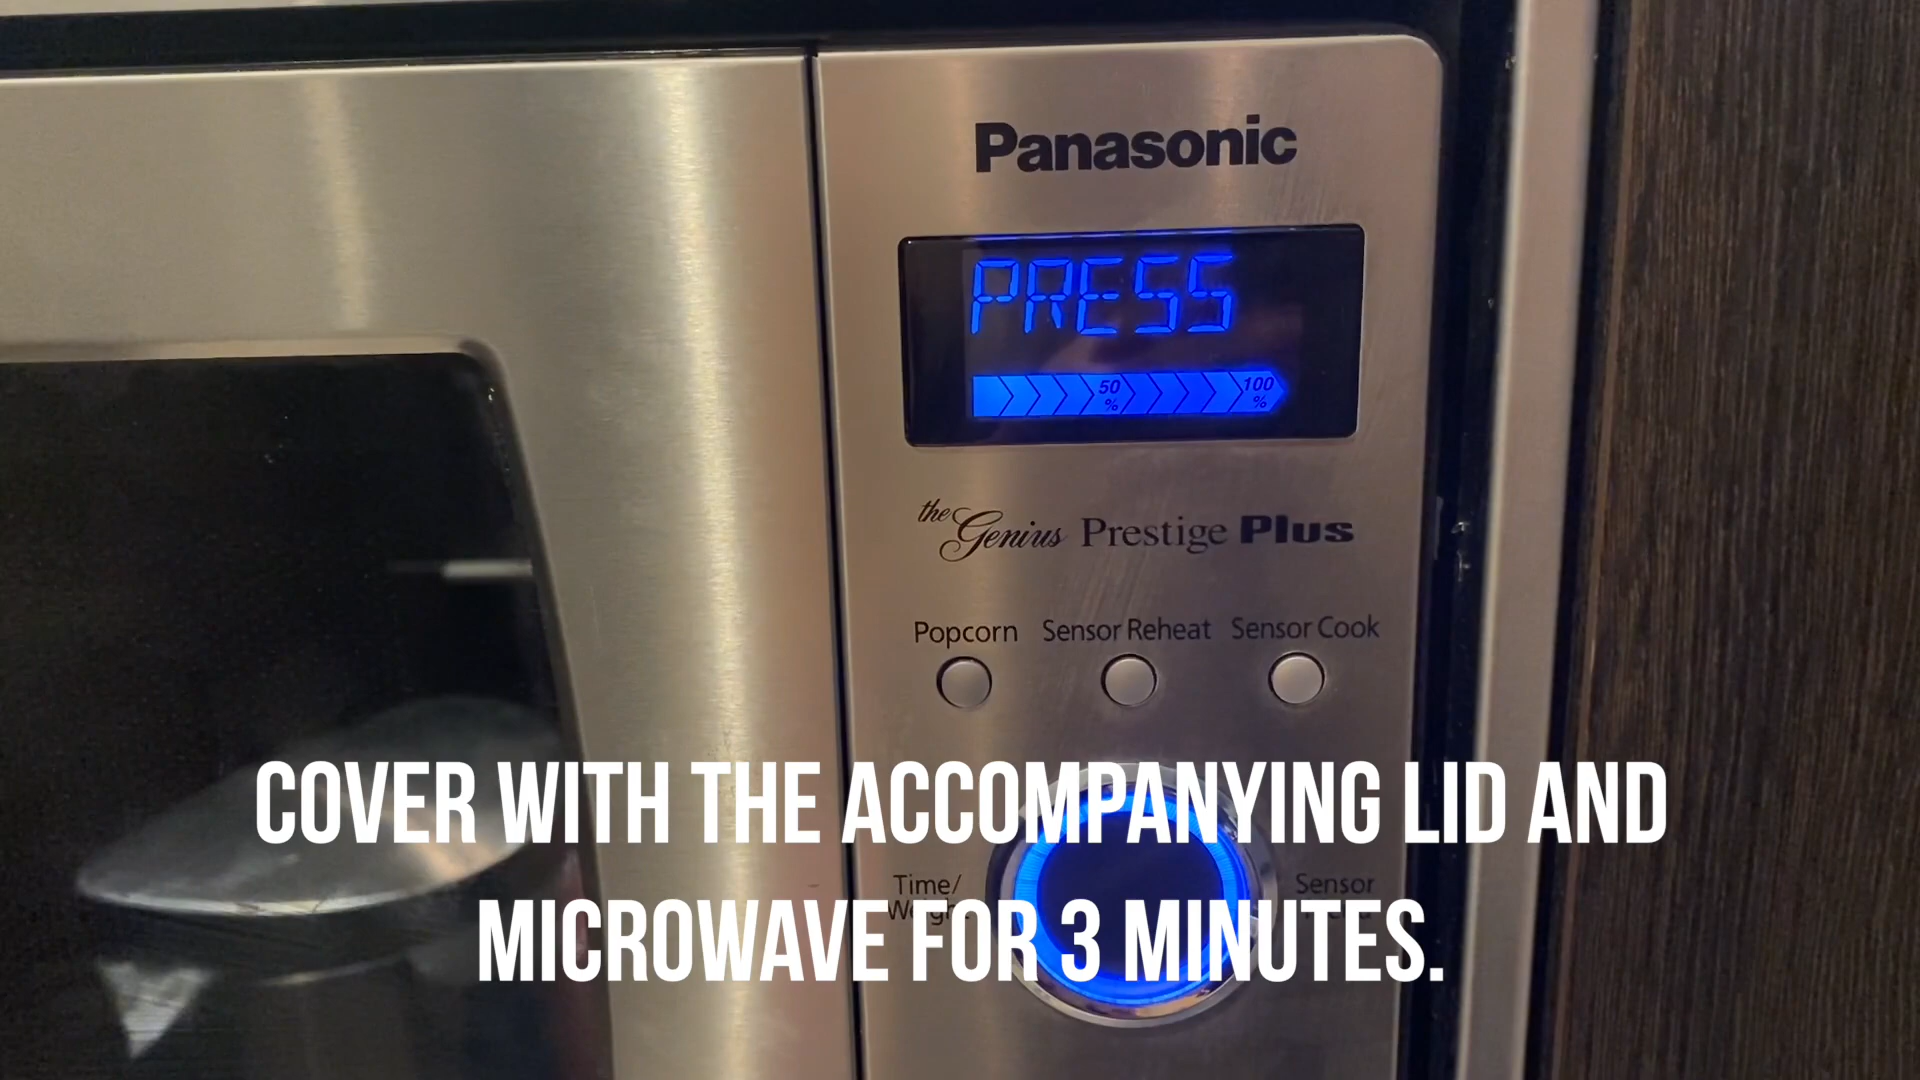 Panasonic
PRESS
50 % 100 %
the Genius Prestige Plus
Popcorn Sensor Reheat Sensor Cook
COVER WITH THE ACCOMPANYING LID AND
Time/ Sensor
MICROWAVE FOR 3 MINUTES.